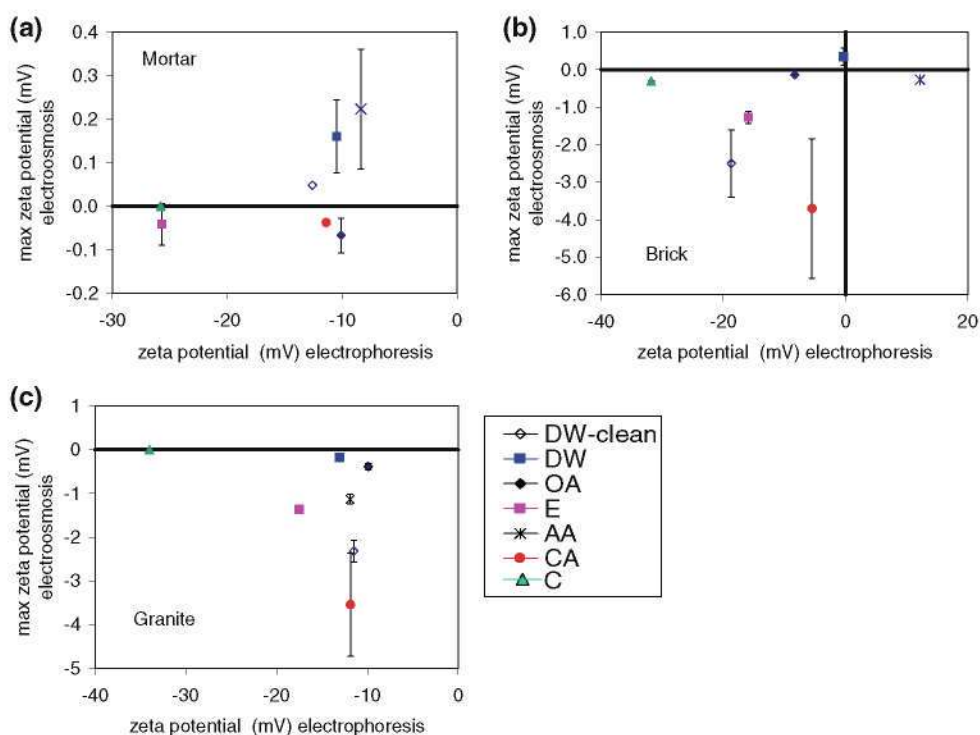 (a)
Mortar
max zeta potential (mV)
electroosmosis
0.4
0.3
0.2
0.1
0.0
-0.1
-0.2
-30
-20
-10
0
zeta potential (mV) electrophoresis
(b)
Brick
max zeta potential (mV)
electroosmosis
1.0
0.0
-1.0
-2.0
-3.0
-4.0
-5.0
-6.0
-40
-20
0
20
zeta potential (mV) electrophoresis
(c)
Granite
max zeta potential (mV)
electroosmosis
1
0
-1
-2
-3
-4
-5
-40
-30
-20
-10
0
zeta potential (mV) electrophoresis
DW-clean
DW
OA
E
AA
CA
C